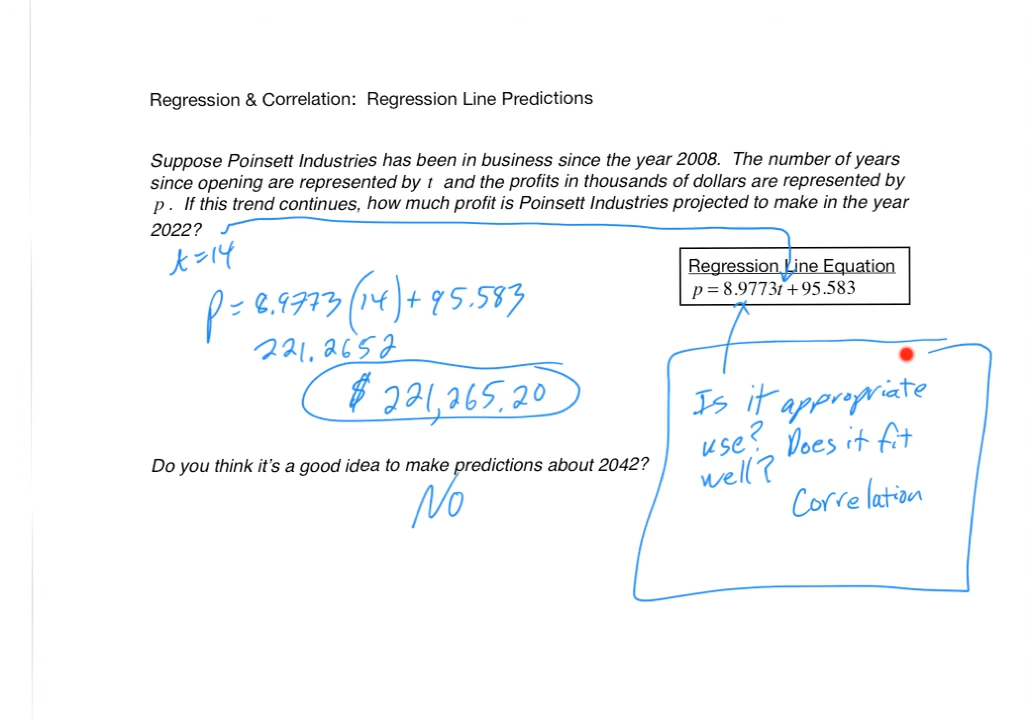 Regression & Correlation:  Regression Line Predictions
Suppose Poinsett Industries has been in business since the year 2008.  The number of years
since opening are represented by t and the profits in thousands of dollars are represented by
p.  If this trend continues, how much profit is Poinsett Industries projected to make in the year
2022?
t=14
Regression Line Equation
p = 8.9773t + 95.583
p = 8.9773(14) + 95.583
221.2652
$ 221,265.20
Is it appropriate
use? Does it fit
well?
Correlation
Do you think it's a good idea to make predictions about 2042?
No